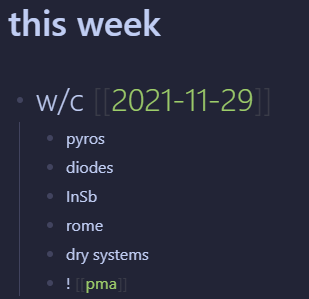 this week
w/c [[2021-11-29]]
pyros
diodes
InSb
rome
dry systems
! [[pma]]